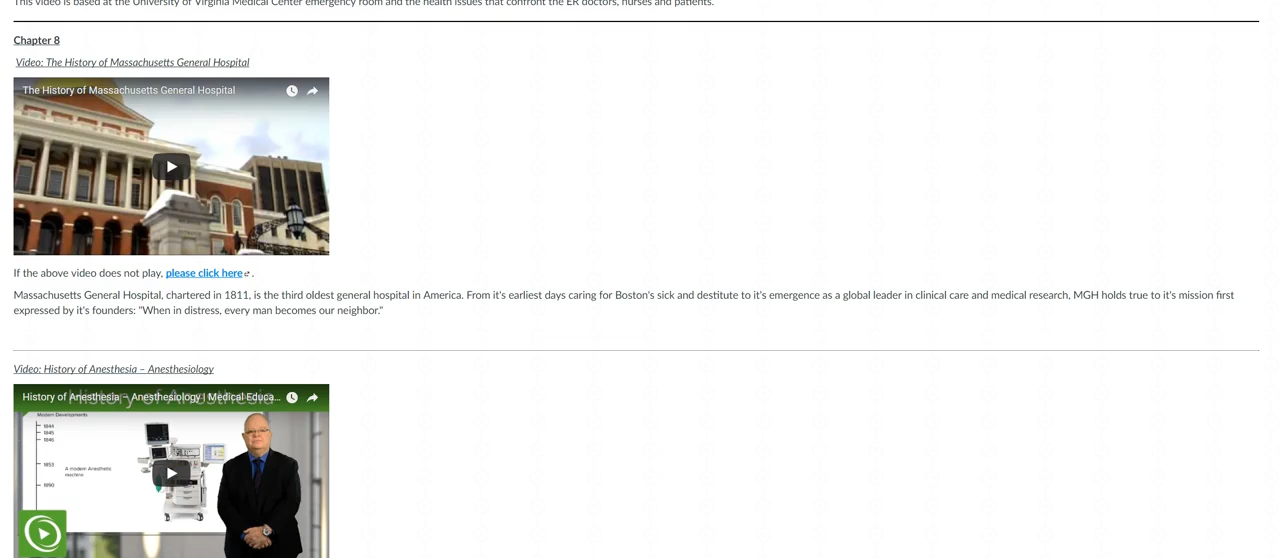 This video is based at the University of Virginia Medical Center emergency room and the health issues that confront the ER doctors, nurses and patients.
Chapter 8
Video: The History of Massachusetts General Hospital
The History of Massachusetts General Hospital
If the above video does not play, please click here .
Massachusetts General Hospital, chartered in 1811, is the third oldest general hospital in America. From it's earliest days caring for Boston's sick and destitute to it's emergence as a global leader in clinical care and medical research, MGH holds true to it's mission first
expressed by it's founders: "When in distress, every man becomes our neighbor."
Video: History of Anesthesia – Anesthesiology
History of Anesthesia – Anesthesiology | Medical Educa...
History of Anesthesia
Modern Developments
1844
1845
1846
1853
A modern Anesthetic
machine
1890